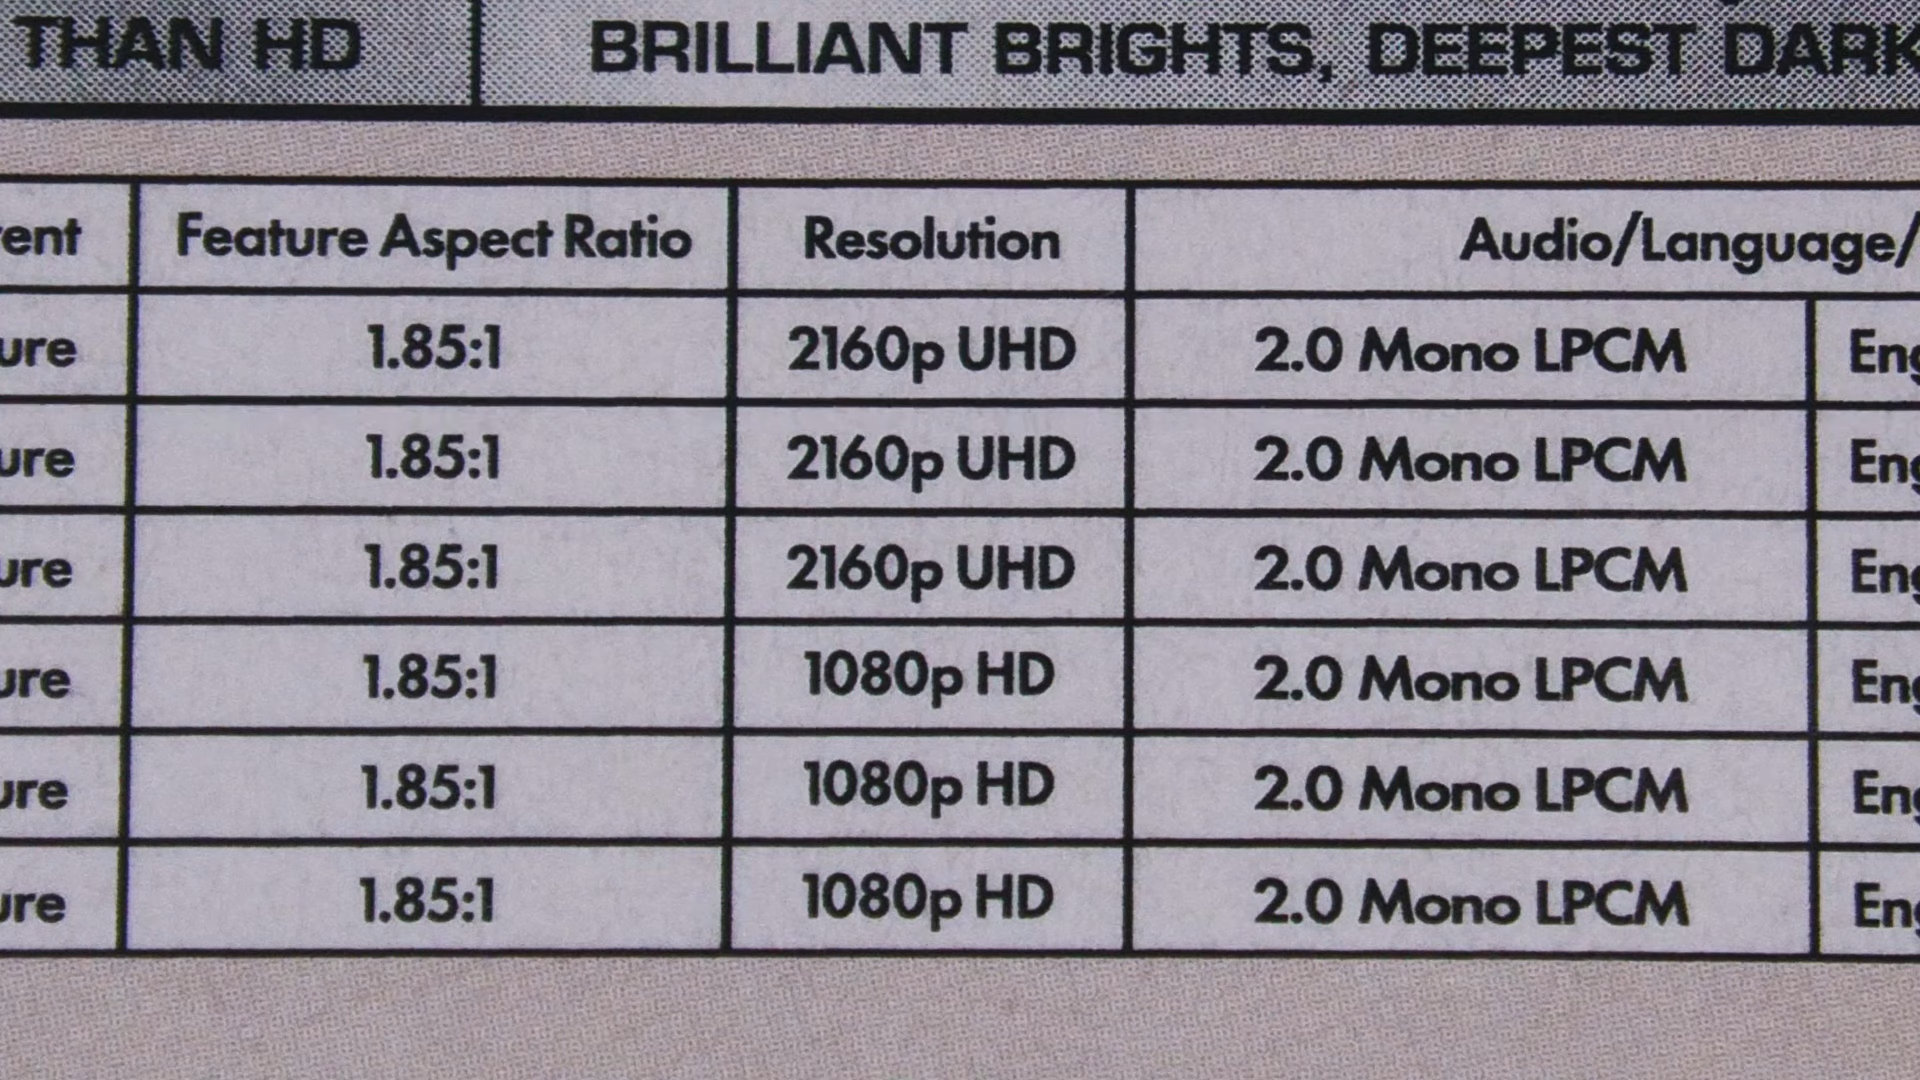 THAN HD BRILLIANT BRIGHTS, DEEPEST DARK
ent Feature Aspect Ratio Resolution Audio/Language/
ure 1.85:1 2160p UHD 2.0 Mono LPCM Eng
ure 1.85:1 2160p UHD 2.0 Mono LPCM Eng
ure 1.85:1 2160p UHD 2.0 Mono LPCM Eng
ure 1.85:1 1080p HD 2.0 Mono LPCM Eng
ure 1.85:1 1080p HD 2.0 Mono LPCM Eng
ure 1.85:1 1080p HD 2.0 Mono LPCM Eng